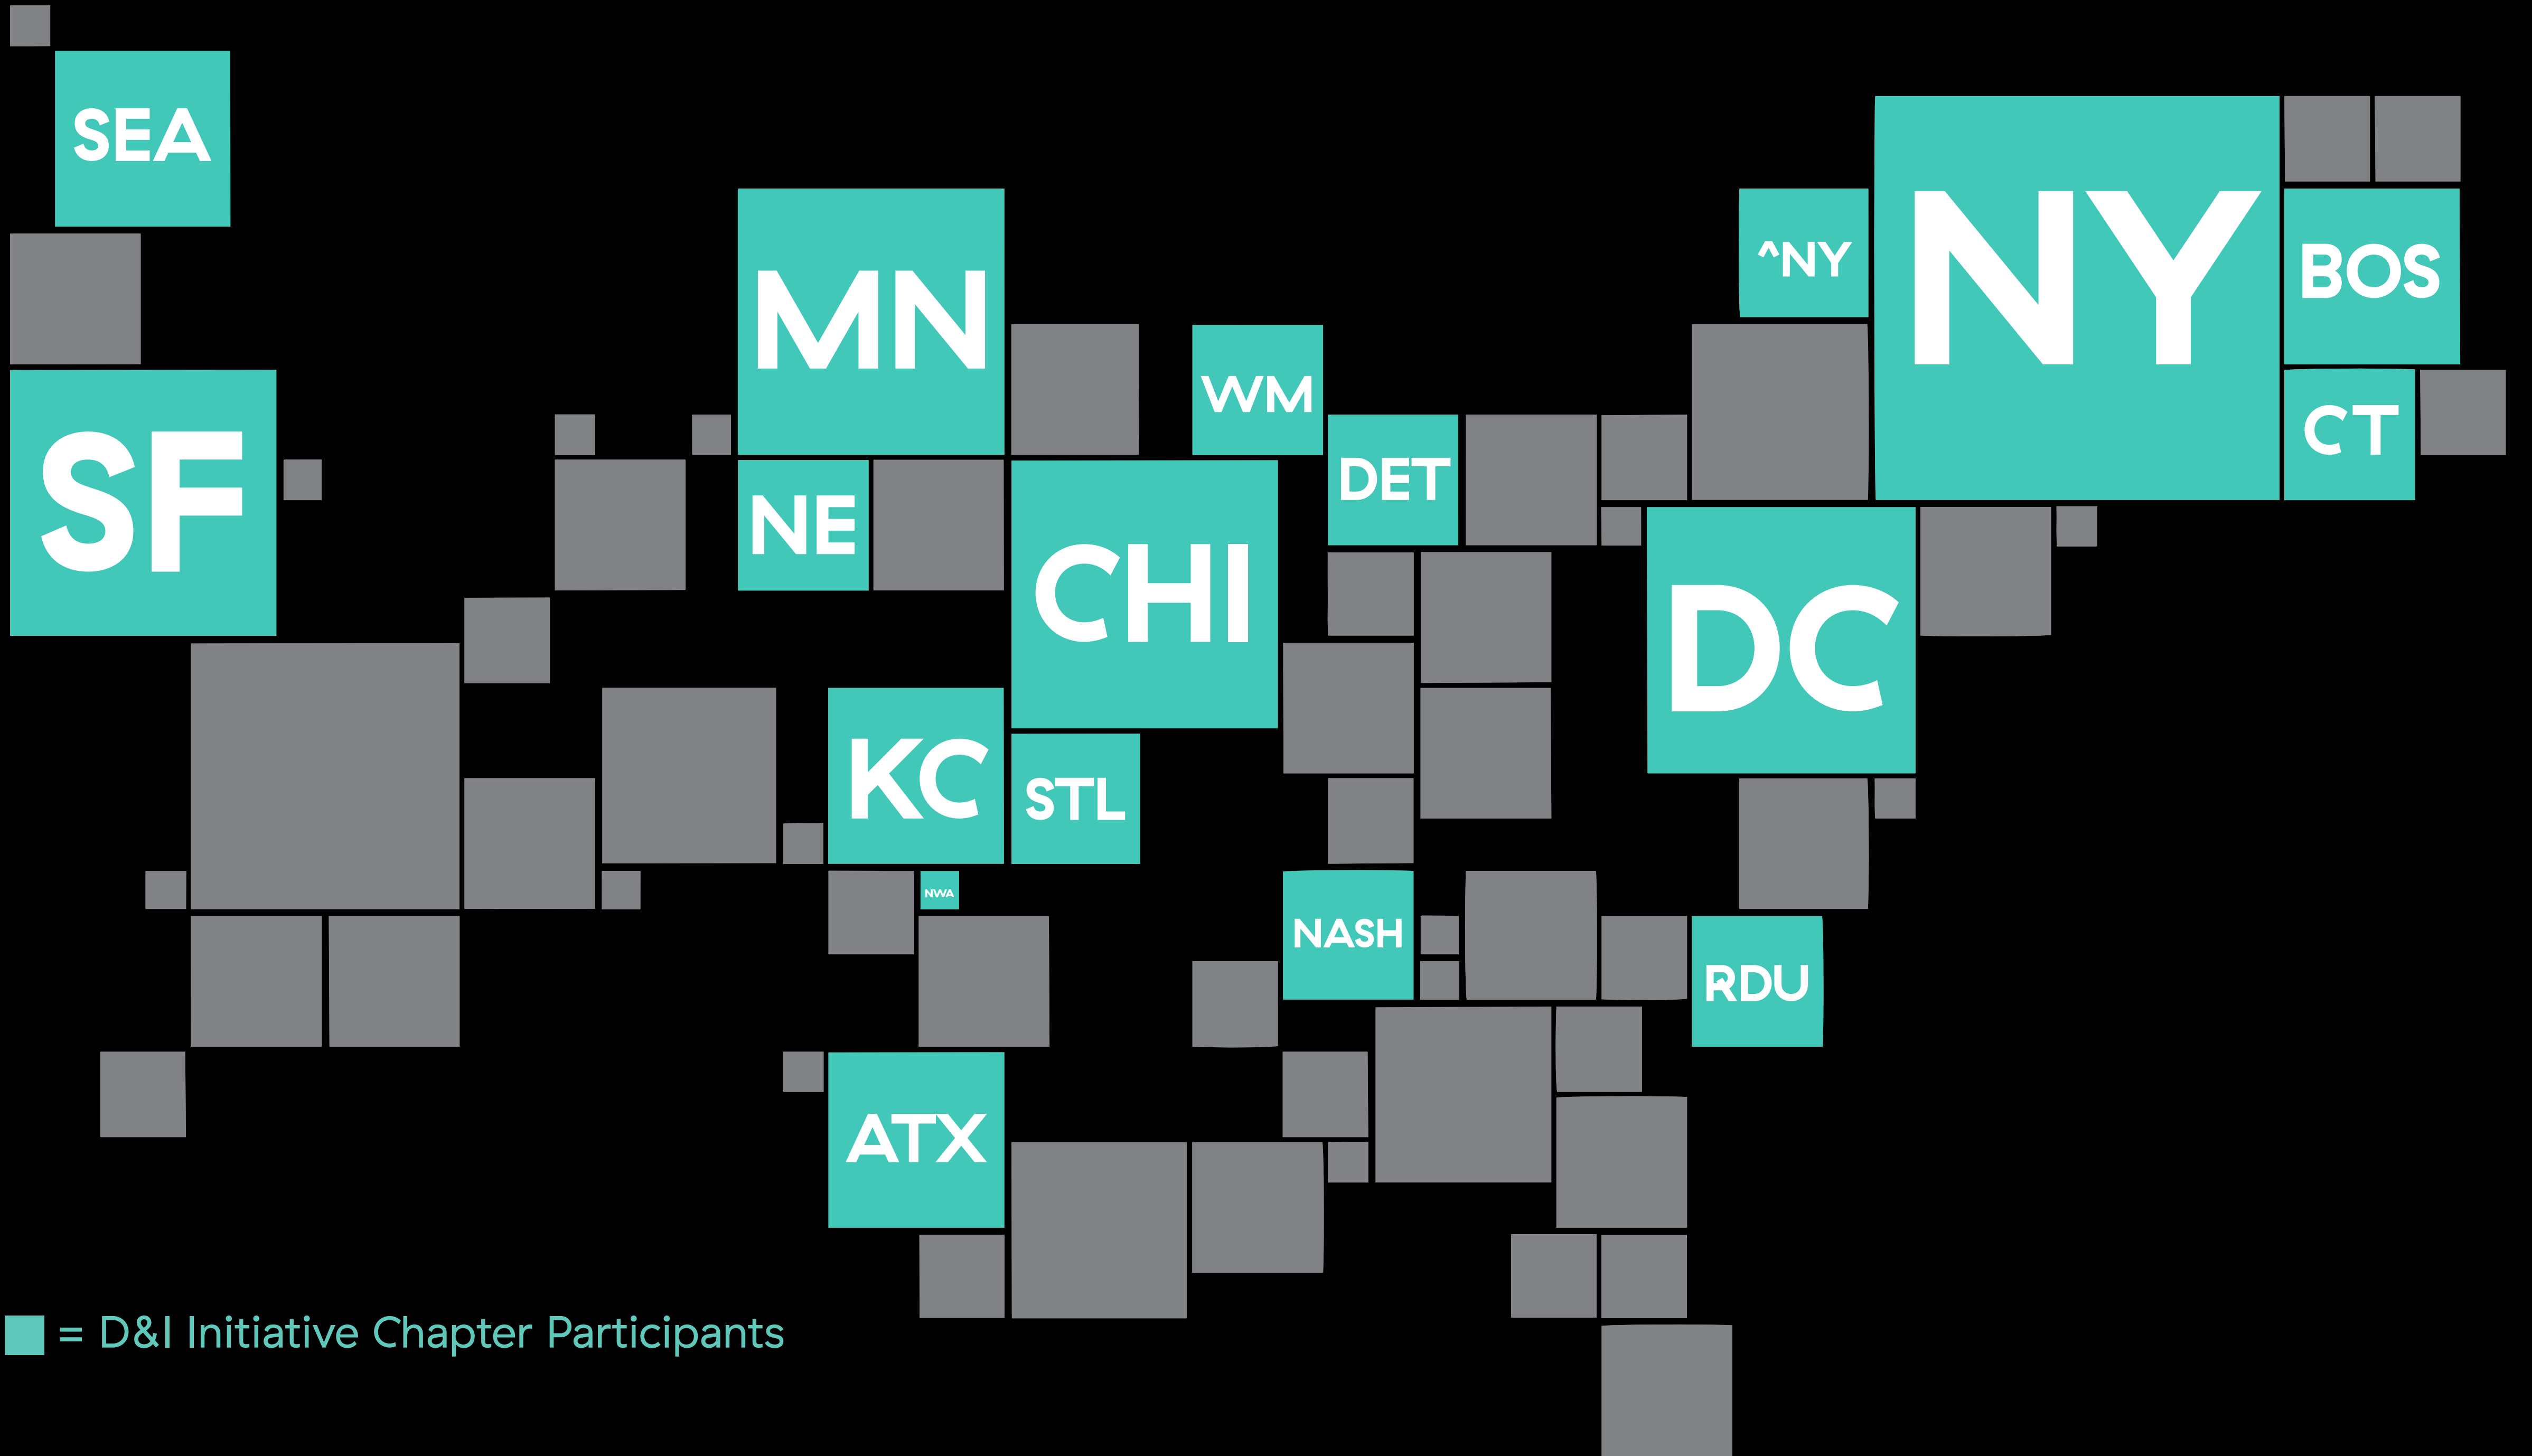 SEA
^NY
NY
BOS
MN
WM
CT
SF
DET
NE
CHI
DC
KC
STL
NWA
NASH
RDU
ATX
= D&I Initiative Chapter Participants